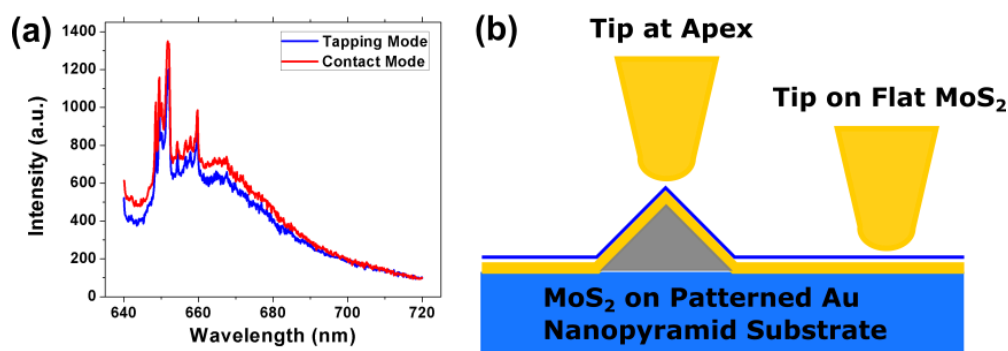 (a)
1400
1200
1000
800
600
400
200
0
Intensity (a.u.)
640
660
680
700
720
Wavelength (nm)
Tapping Mode
Contact Mode
(b)
Tip at Apex
Tip on Flat MoS₂
MoS₂ on Patterned Au
Nanopyramid Substrate